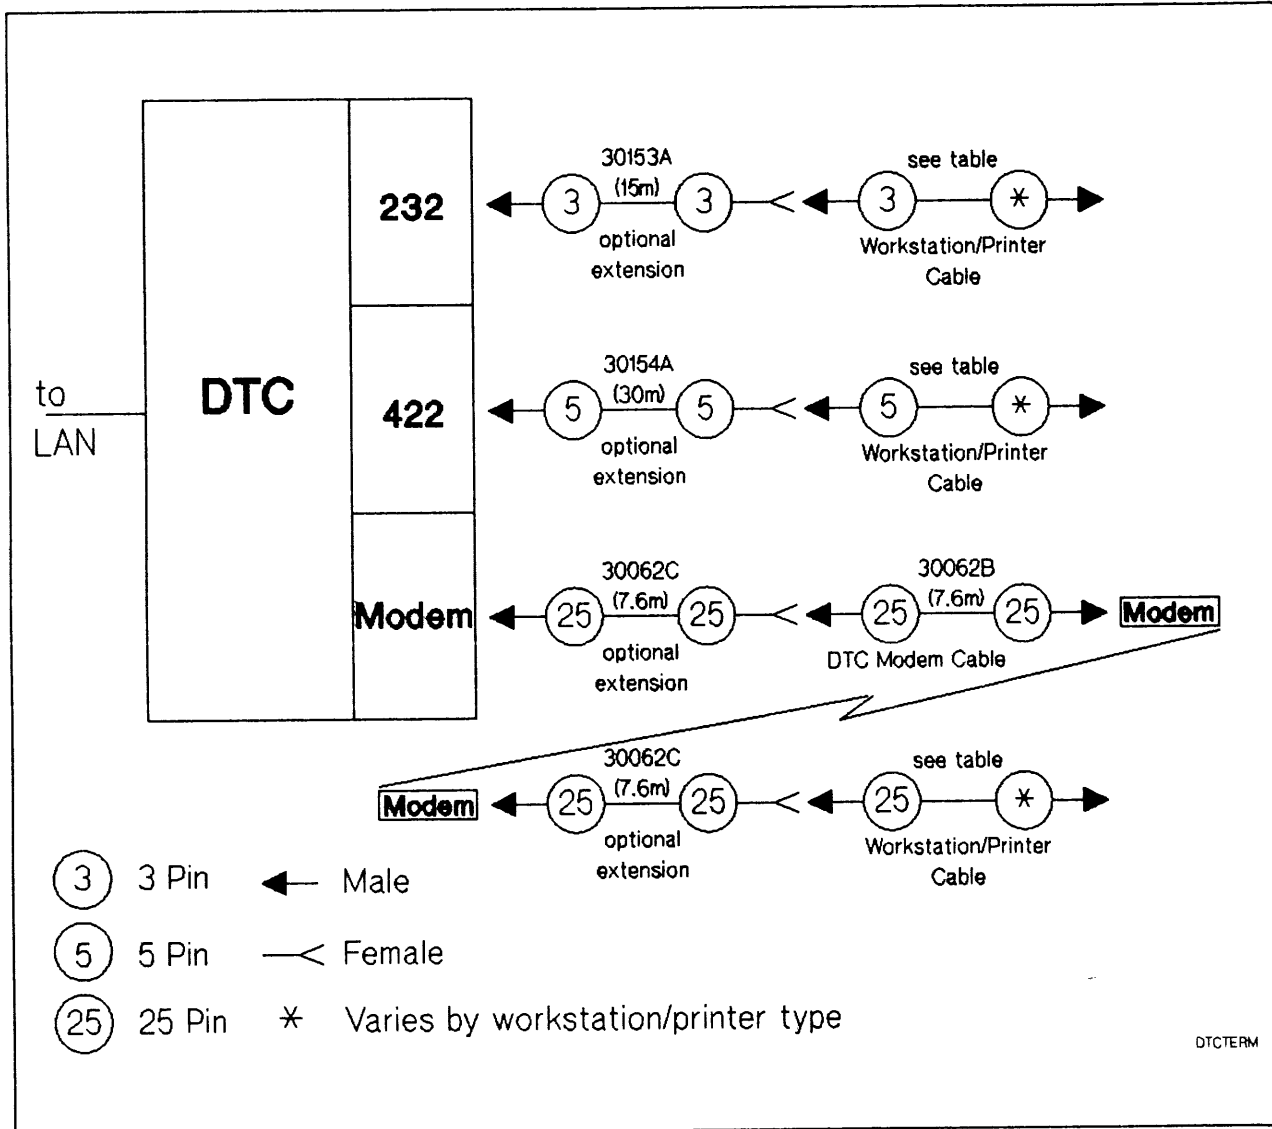 to
LAN
DTC
232
422
Modem
30153A
(15m)
3
3
optional
extension
see table
3
*
Workstation/Printer
Cable
30154A
(30m)
5
5
optional
extension
see table
5
*
Workstation/Printer
Cable
30062C
(7.6m)
25
25
optional
extension
30062B
(7.6m)
25
25
DTC Modem Cable
Modem
Modem
30062C
(7.6m)
25
25
optional
extension
see table
25
*
Workstation/Printer
Cable
3 3 Pin Male
5 5 Pin Female
25 25 Pin * Varies by workstation/printer type
DTCTERM